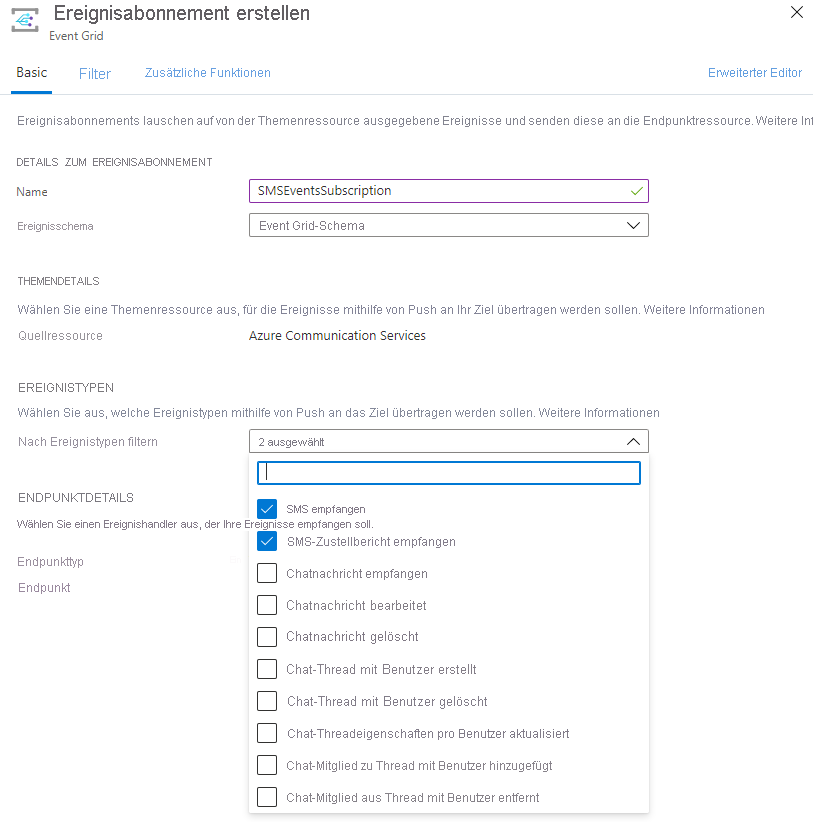 Ereignisabonnement erstellen
Event Grid
Basic Filter Zusätzliche Funktionen Erweiterter Editor
Ereignisabonnements lauschen auf von der Themenressource ausgegebene Ereignisse und senden diese an die Endpunktressource. Weitere Inf
DETAILS ZUM EREIGNISABONNEMENT
Name SMSEventsSubscription
Ereignisschema Event Grid-Schema
THEMENDETAILS
Wählen Sie eine Themenressource aus, für die Ereignisse mithilfe von Push an Ihr Ziel übertragen werden sollen. Weitere Informationen
Quellressource Azure Communication Services
EREIGNISTYPEN
Wählen Sie aus, welche Ereignistypen mithilfe von Push an das Ziel übertragen werden sollen. Weitere Informationen
Nach Ereignistypen filtern 2 ausgewählt
ENDPUNKTDETAILS
SMS empfangen
Wählen Sie einen Ereignishandler aus, der Ihre Ereignisse empfangen soll.
SMS-Zustellbericht empfangen
Endpunkttyp
Chatnachricht empfangen
Endpunkt
Chatnachricht bearbeitet
Chatnachricht gelöscht
Chat-Thread mit Benutzer erstellt
Chat-Thread mit Benutzer gelöscht
Chat-Threadeigenschaften pro Benutzer aktualisiert
Chat-Mitglied zu Thread mit Benutzer hinzugefügt
Chat-Mitglied aus Thread mit Benutzer entfernt